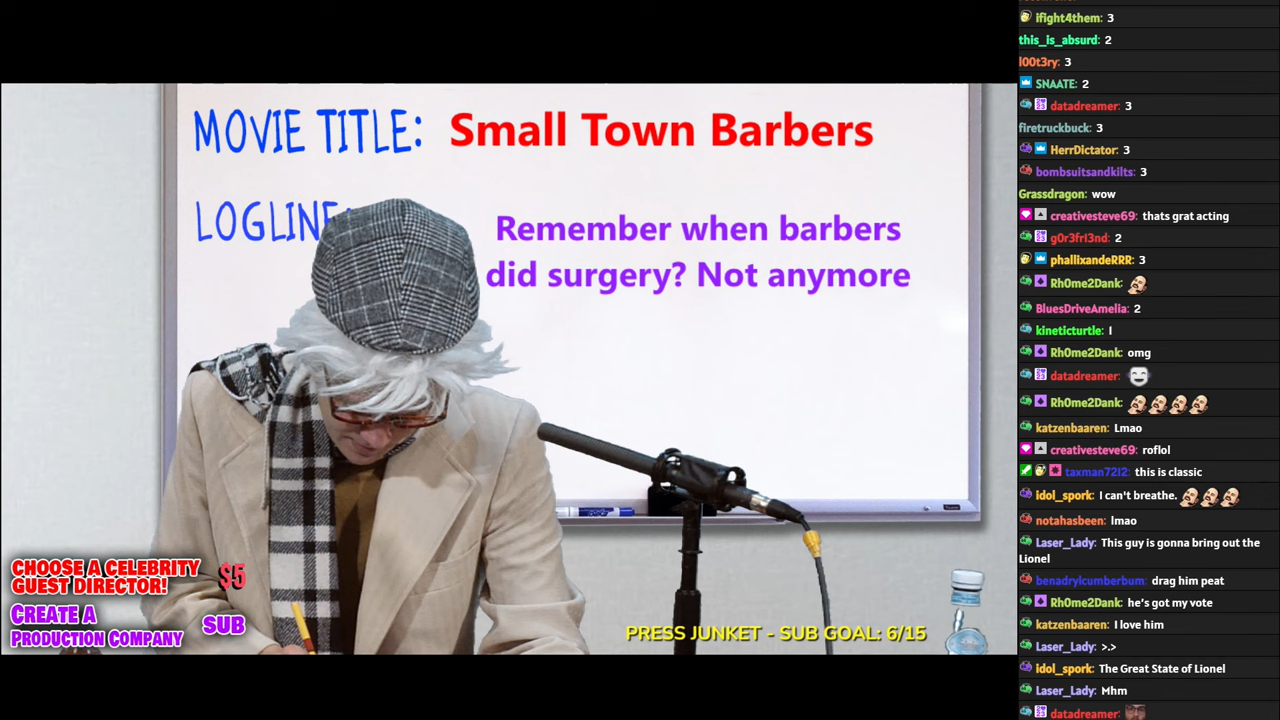 MOVIE TITLE: Small Town Barbers
LOGLINE:
Remember when barbers
did surgery? Not anymore
CHOOSE A CELEBRITY
GUEST DIRECTOR! $5
CREATE A
PRODUCTION COMPANY SUB
PRESS JUNKET - SUB GOAL: 6/15
ifight4them: 3
this_is_absurd: 2
l00t3ry: 3
SNAATE: 2
datadreamer: 3
firetruckbuck: 3
HerrDictator: 3
bombsuitsandkilts: 3
Grassdragon: wow
creativesteve69: thats grat acting
g0r3fr13nd: 2
phallixandeRRR: 3
Rh0me2Dank:
BluesDriveAmelia: 2
kineticturtle: 1
Rh0me2Dank: omg
datadreamer:
Rh0me2Dank:
katzenbaaren: Lmao
creativesteve69: roflol
taxman7212: this is classic
idol_spork: I can't breathe.
notahasbeen: lmao
Laser_Lady: This guy is gonna bring out the
Lionel
benadrylcumberbum: drag him peat
Rh0me2Dank: he's got my vote
katzenbaaren: I love him
Laser_Lady: >.>
idol_spork: The Great State of Lionel
Laser_Lady: Mhm
datadreamer: